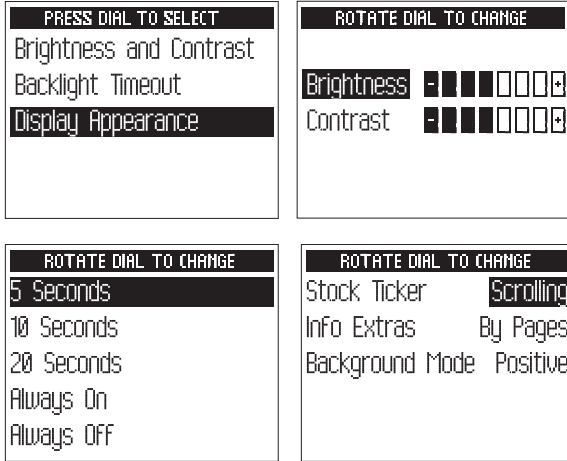 PRESS DIAL TO SELECT
Brightness and Contrast
Backlight Timeout
Display Appearance
ROTATE DIAL TO CHANGE
Brightness - +
Contrast - +
ROTATE DIAL TO CHANGE
5 Seconds
10 Seconds
20 Seconds
Always On
Always Off
ROTATE DIAL TO CHANGE
Stock Ticker Scrolling
Info Extras By Pages
Background Mode Positive